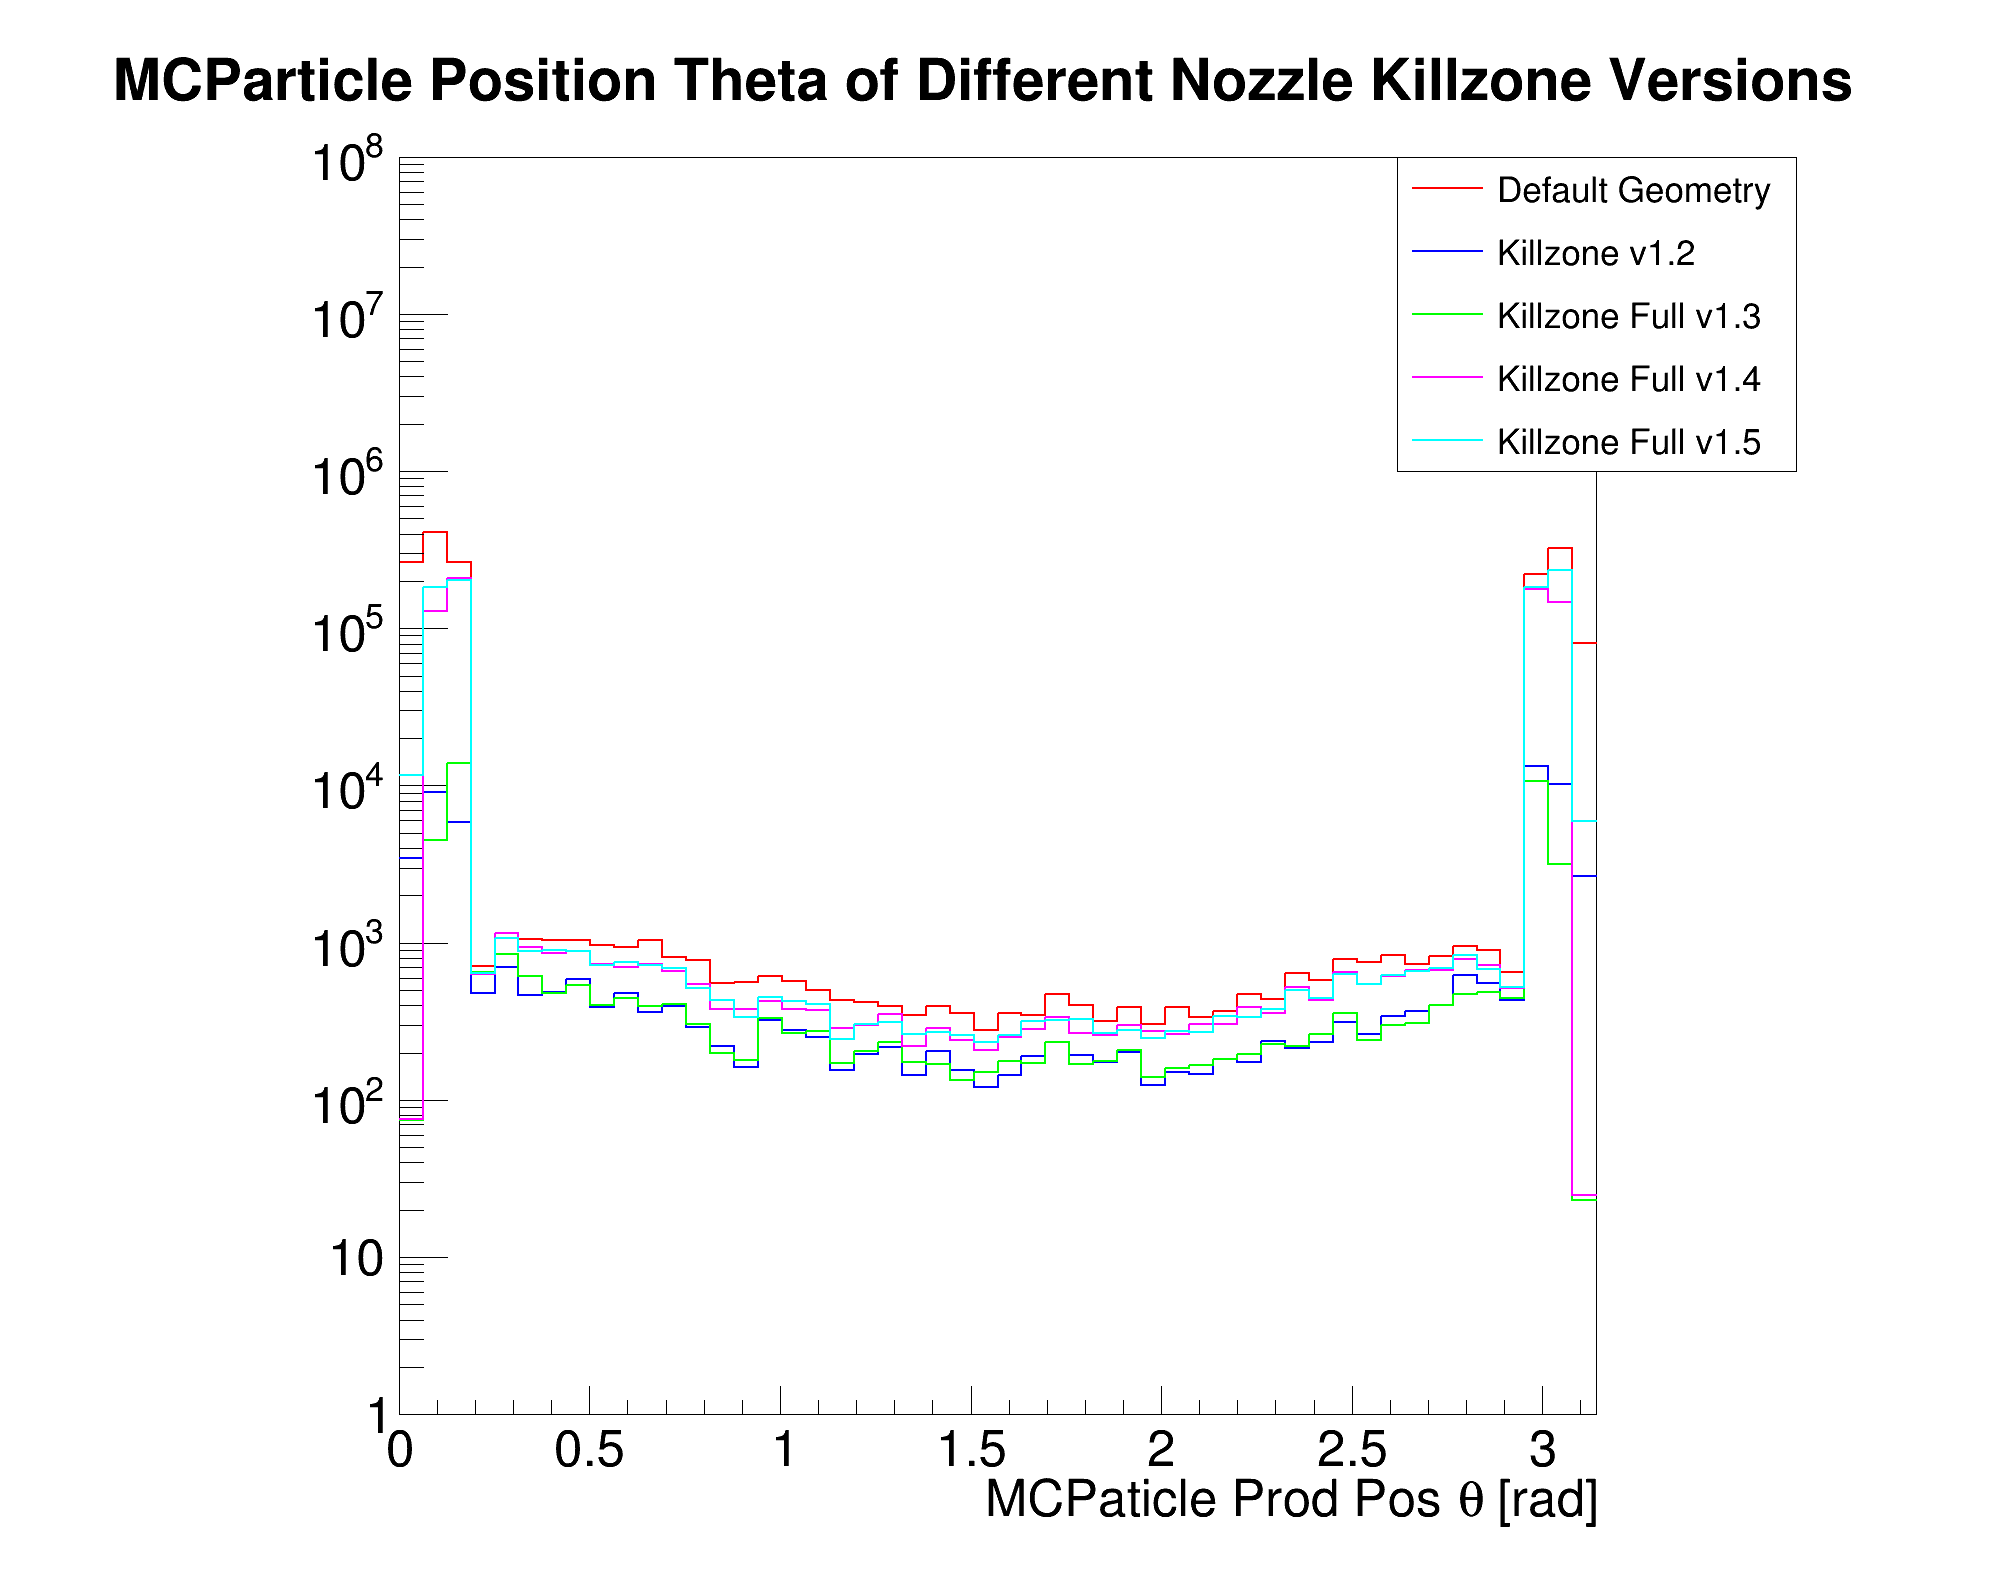 MCParticle Position Theta of Different Nozzle Killzone Versions
10^8
10^7
10^6
10^5
10^4
10^3
10^2
10
1
Default Geometry
Killzone v1.2
Killzone Full v1.3
Killzone Full v1.4
Killzone Full v1.5
0 0.5 1 1.5 2 2.5 3
MCPaticle Prod Pos θ [rad]